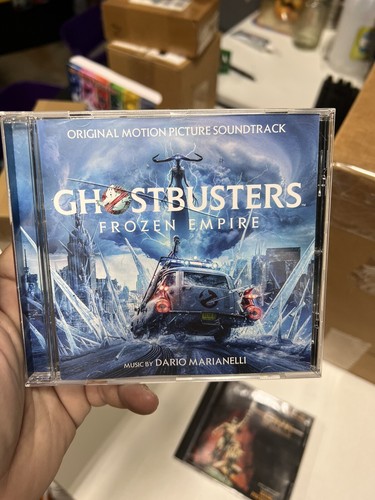 ORIGINAL MOTION PICTURE SOUNDTRACK
GHOSTBUSTERS
FROZEN EMPIRE
MUSIC BY DARIO MARIANELLI